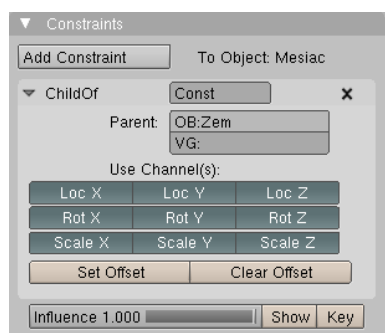 Constraints
Add Constraint To Object: Mesiac
ChildOf Const
Parent: OB:Zem
VG:
Use Channel(s):
Loc X Loc Y Loc Z
Rot X Rot Y Rot Z
Scale X Scale Y Scale Z
Set Offset Clear Offset
Influence 1.000 Show Key